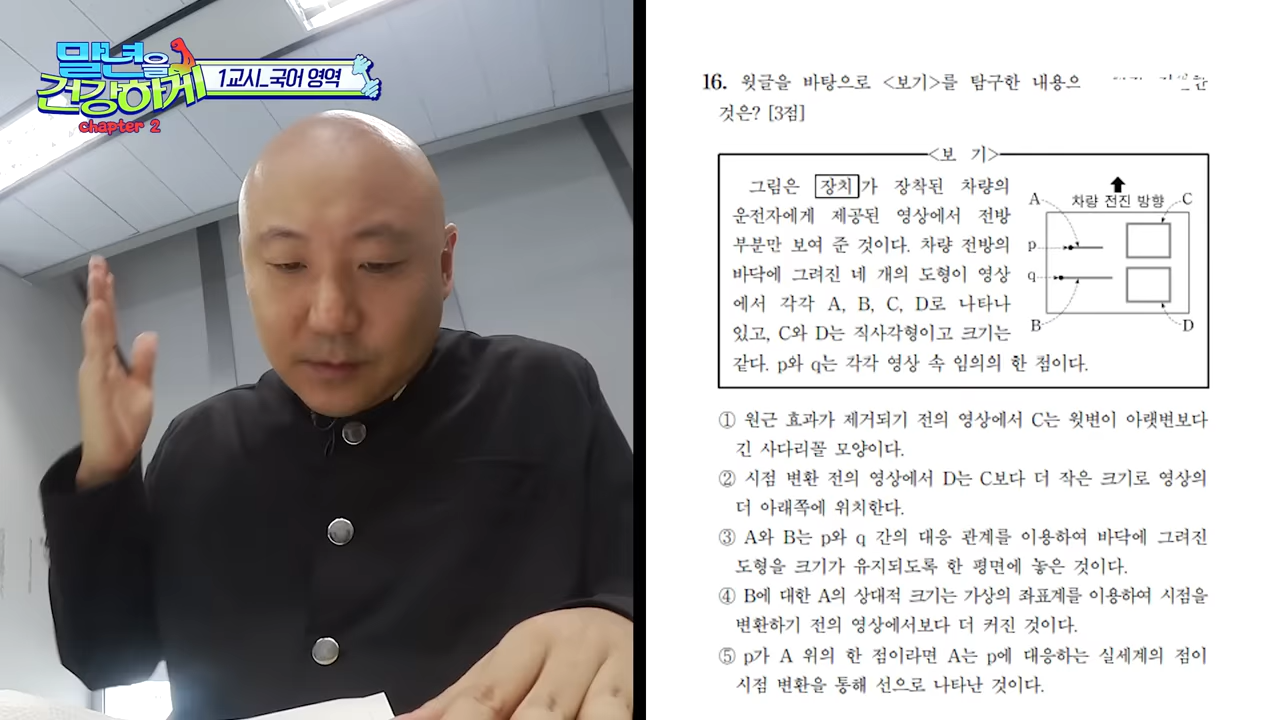 말년을
건강하게
chapter 2
1교시_국어 영역
16. 윗글을 바탕으로 <보기>를 탐구한 내용으
것은? [3점]
<보 기>
그림은 장치가 장착된 차량의
운전자에게 제공된 영상에서 전방
부분만 보여 준 것이다. 차량 전방의
바닥에 그려진 네 개의 도형이 영상
에서 각각 A, B, C, D로 나타나
있고, C와 D는 직사각형이고 크기는
같다. p와 q는 각각 영상 속 임의의 한 점이다.
차량 전진 방향
A
C
p
q
B
D
① 원근 효과가 제거되기 전의 영상에서 C는 윗변이 아랫변보다
긴 사다리꼴 모양이다.
② 시점 변환 전의 영상에서 D는 C보다 더 작은 크기로 영상의
더 아래쪽에 위치한다.
③ A와 B는 p와 q 간의 대응 관계를 이용하여 바닥에 그려진
도형을 크기가 유지되도록 한 평면에 놓은 것이다.
④ B에 대한 A의 상대적 크기는 가상의 좌표계를 이용하여 시점을
변환하기 전의 영상에서보다 더 커진 것이다.
⑤ p가 A 위의 한 점이라면 A는 p에 대응하는 실세계의 점이
시점 변환을 통해 선으로 나타난 것이다.